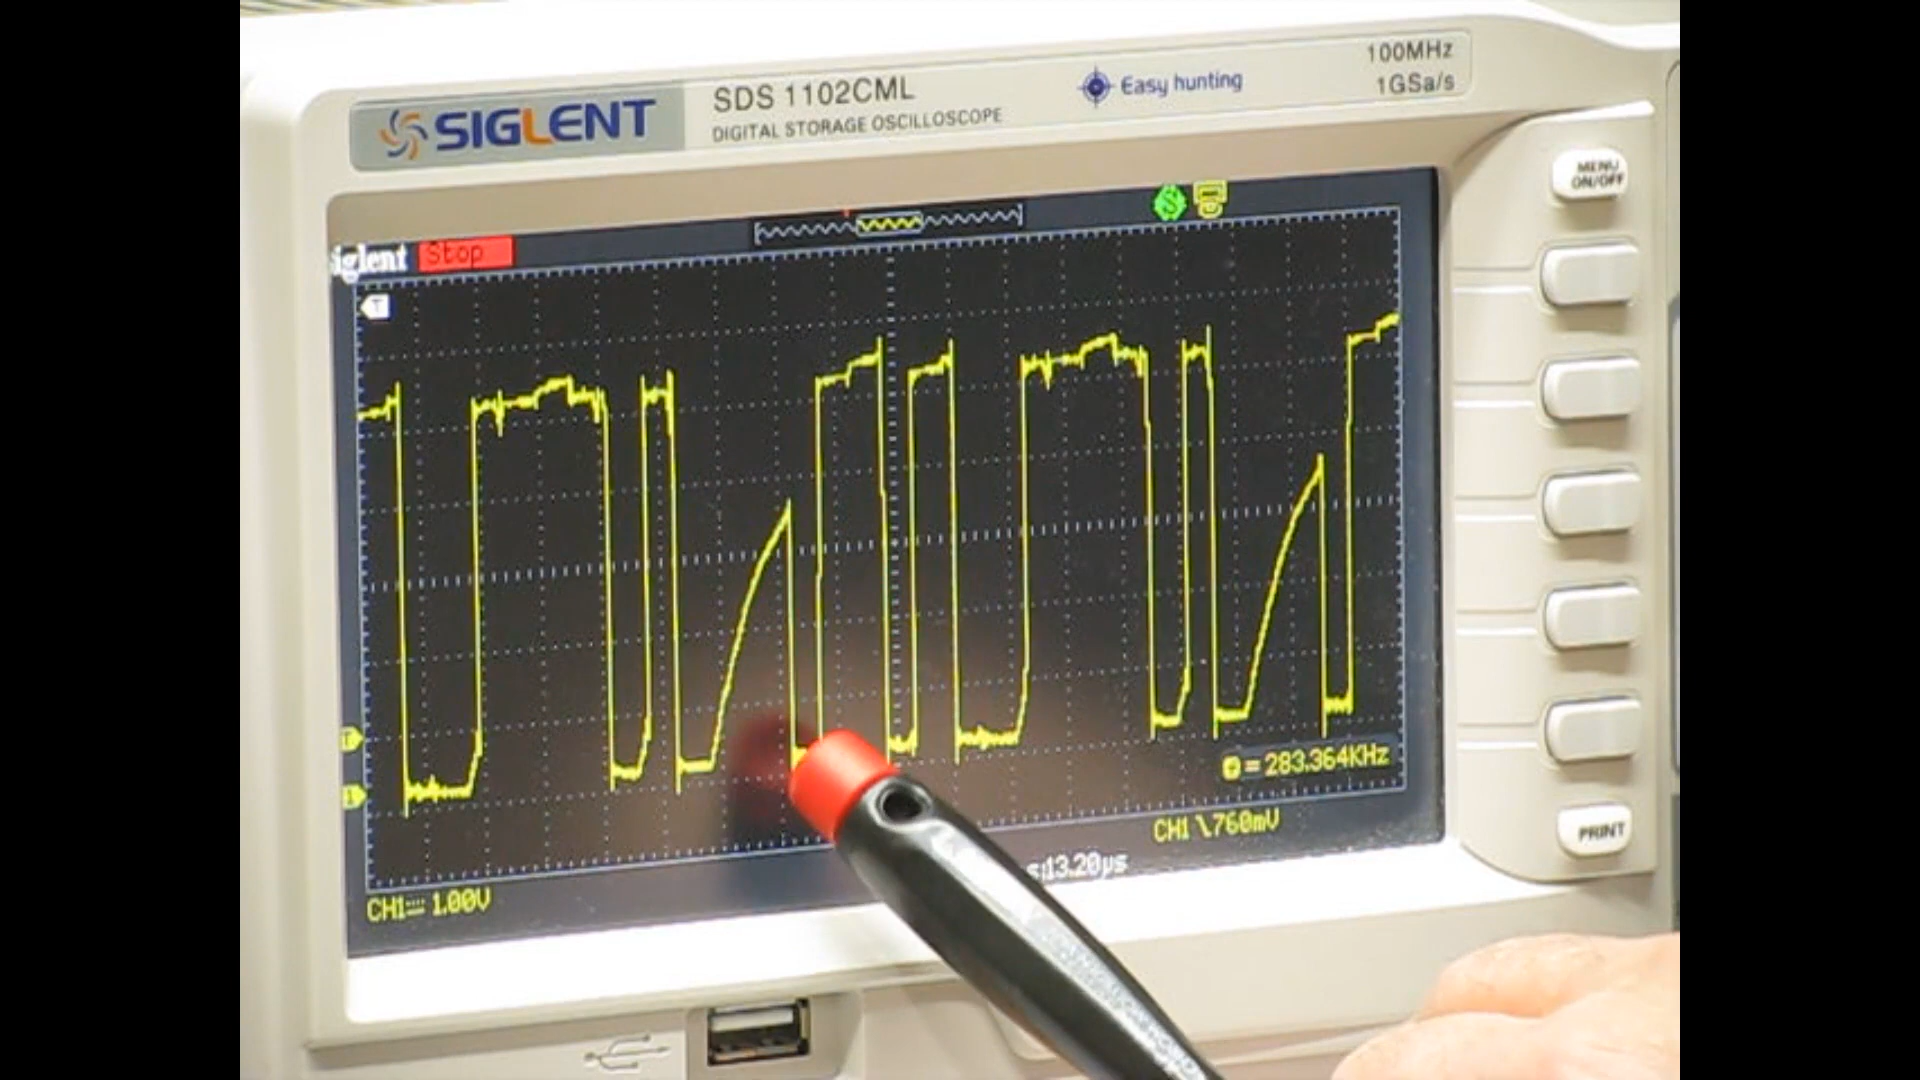 SIGLENT
SDS 1102CML
DIGITAL STORAGE OSCILLOSCOPE
Easy hunting
100MHz
1GSa/s
MENU
ON/OFF
Siglent
Stop
T
= 283.364KHz
CH1 760mV
s:13.20µs
CH1 1.00V
PRINT